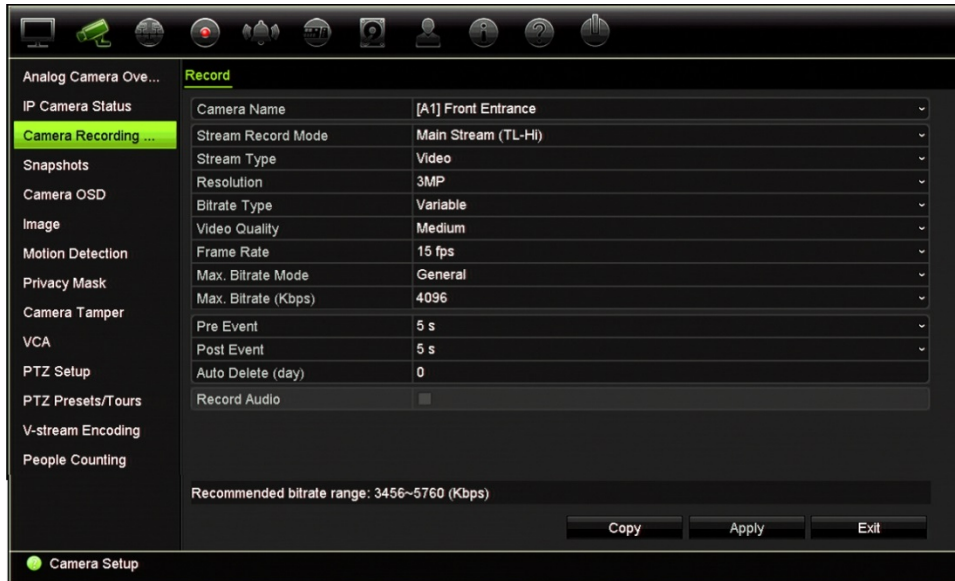 Analog Camera Ove...
IP Camera Status
Camera Recording ...
Snapshots
Camera OSD
Image
Motion Detection
Privacy Mask
Camera Tamper
VCA
PTZ Setup
PTZ Presets/Tours
V-stream Encoding
People Counting
Record
Camera Name [A1] Front Entrance
Stream Record Mode Main Stream (TL-Hi)
Stream Type Video
Resolution 3MP
Bitrate Type Variable
Video Quality Medium
Frame Rate 15 fps
Max. Bitrate Mode General
Max. Bitrate (Kbps) 4096
Pre Event 5 s
Post Event 5 s
Auto Delete (day) 0
Record Audio
Recommended bitrate range: 3456~5760 (Kbps)
Copy Apply Exit
Camera Setup